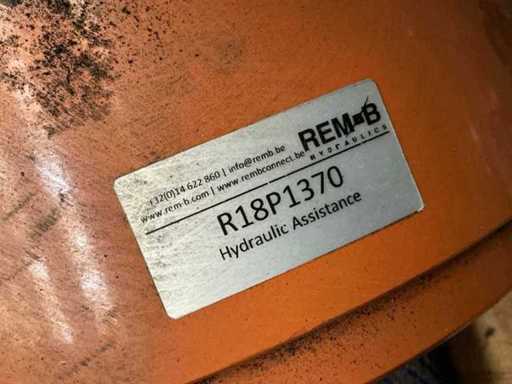 REM-B
HYDRAULICS
+32(0)14 622 860 | info@remb.be
www.rem-b.com | www.rembconnect.be
R18P1370
Hydraulic Assistance